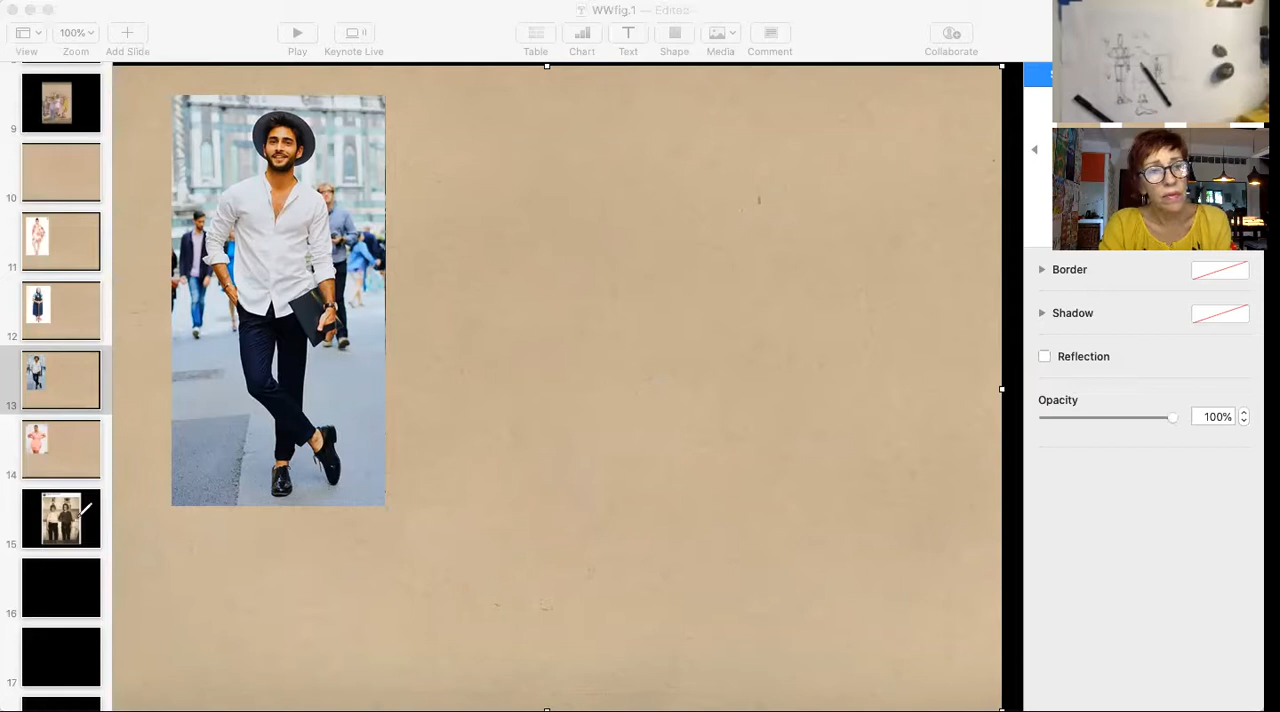 WWfig.1 — Edited
100%
View Zoom Add Slide Play Keynote Live Table Chart Text Shape Media Comment Collaborate
9
10
11
12
13
14
15
16
17
Border
Shadow
Reflection
Opacity
100%